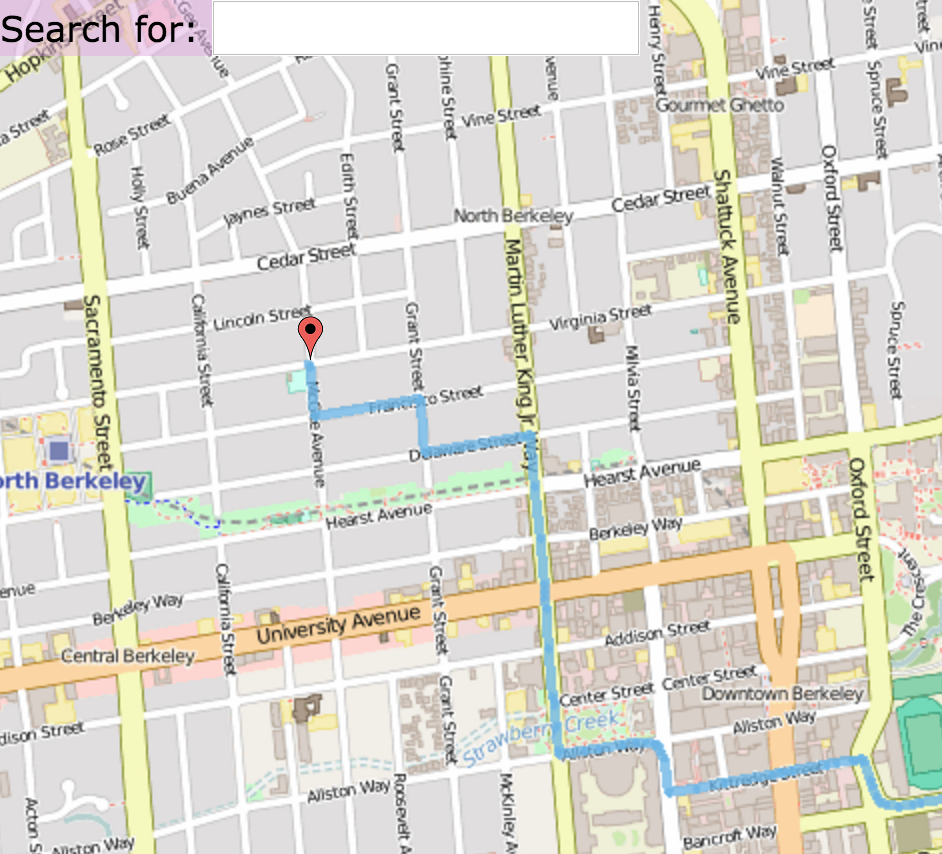 Search for:
Hopkins Street
Rose Street
Holly Street
Buena Avenue
Jaynes Street
Edith Street
Grant Street
Vine Street
Henry Street
Vine Street
Gourmet Ghetto
Spruce Street
Walnut Street
Oxford Street
Cedar Street
North Berkeley
Cedar Street
Shattuck Avenue
Martin Luther King Jr. Way
Sacramento Street
California Street
Lincoln Street
Grant Street
Virginia Street
Milvia Street
Spruce Street
Francisco Street
Avenue
Delaware Street
orth Berkeley
Hearst Avenue
Hearst Avenue
Oxford Street
Berkeley Way
The Crescent
enue
Berkeley Way
California Street
Grant Street
University Avenue
Central Berkeley
Addison Street
Center Street
Center Street
Downtown Berkeley
Grant Street
Strawberry Creek
Allston Way
dison Street
Allston Way
Kittredge Street
Allston Way
Roosevelt A
McKinley Av
Acton S
Allston Way
Bancroft Way